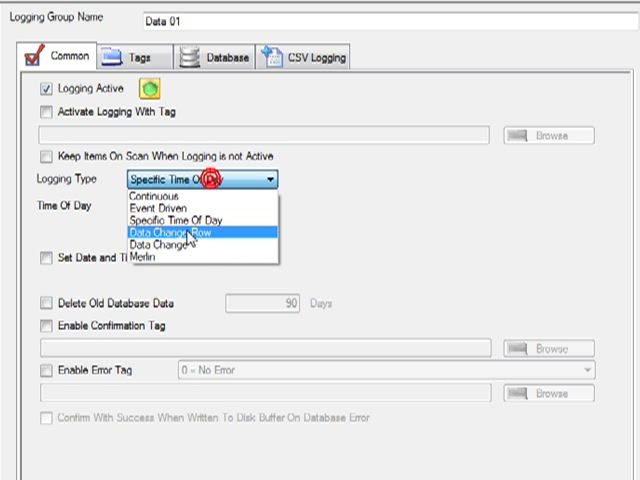 Logging Group Name Data 01
Common Tags Database CSV Logging
Logging Active
Activate Logging With Tag
Browse
Keep Items On Scan When Logging is not Active
Logging Type Specific Time Of Day
Continuous
Time Of Day Event Driven
Specific Time Of Day
Data Change Row
Data Change
Set Date and Ti Merlin
Delete Old Database Data 90 Days
Enable Confirmation Tag
Browse
Enable Error Tag 0 = No Error
Browse
Confirm With Success When Written To Disk Buffer On Database Error